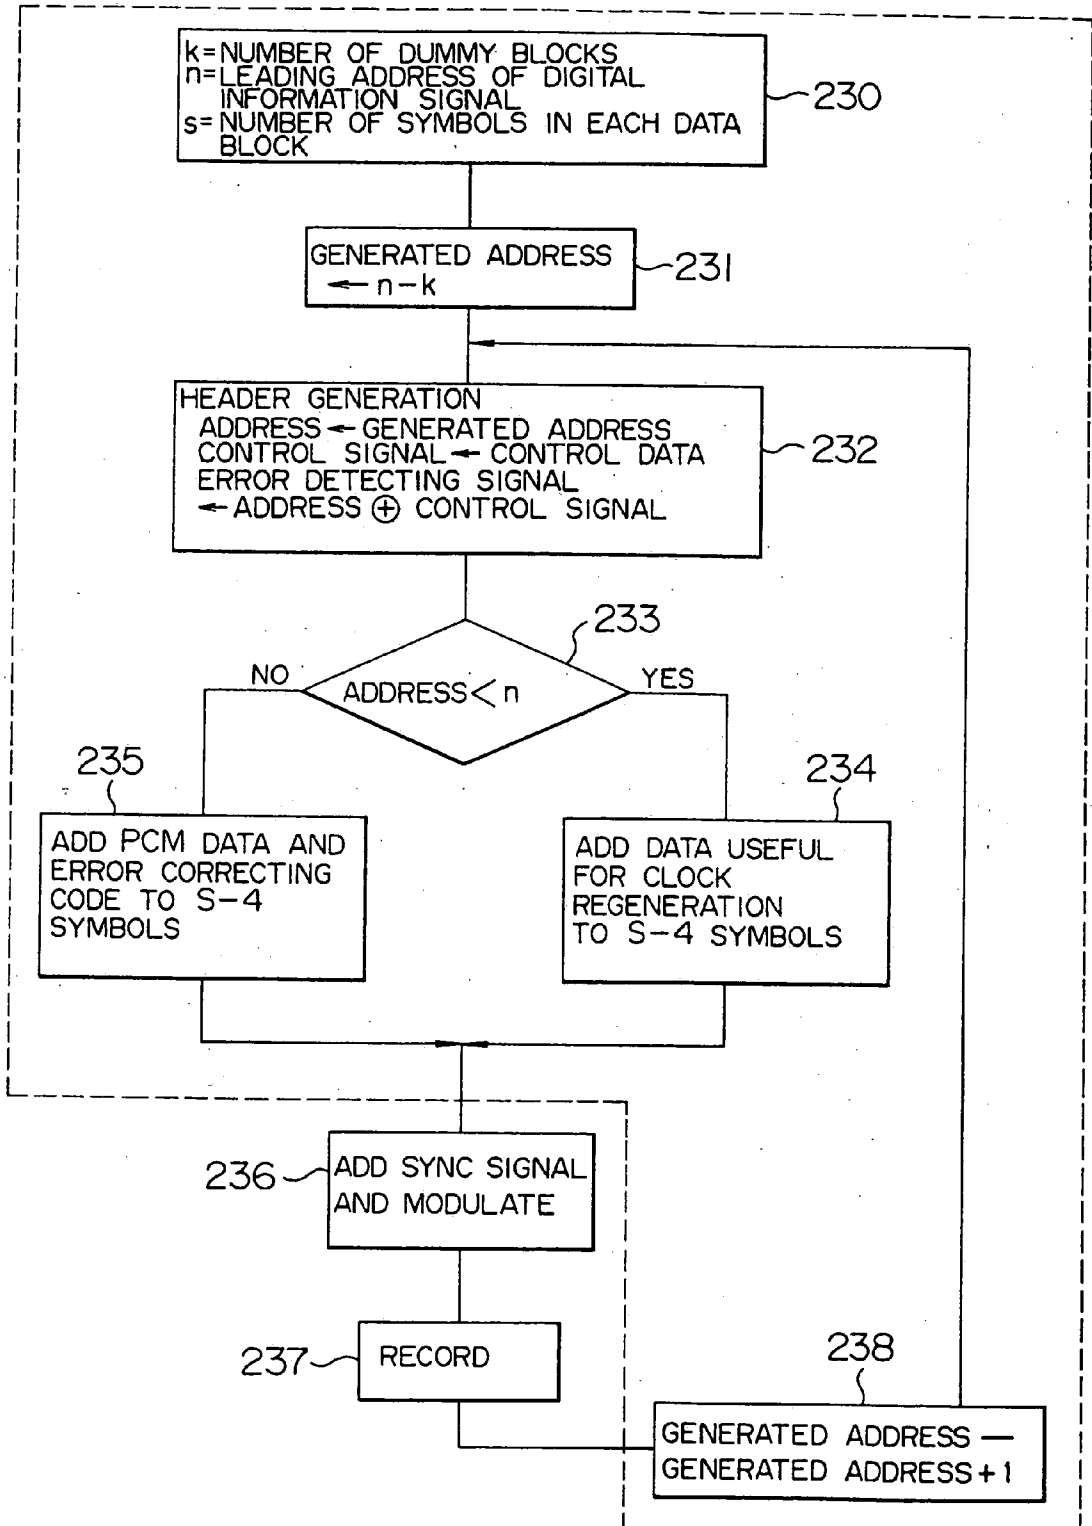 k=NUMBER OF DUMMY BLOCKS
n=LEADING ADDRESS OF DIGITAL
INFORMATION SIGNAL
s=NUMBER OF SYMBOLS IN EACH DATA
BLOCK
230
GENERATED ADDRESS
← n-k
231
HEADER GENERATION
ADDRESS ← GENERATED ADDRESS
CONTROL SIGNAL ← CONTROL DATA
ERROR DETECTING SIGNAL
← ADDRESS ⊕ CONTROL SIGNAL
232
233
NO
ADDRESS < n
YES
235
234
ADD PCM DATA AND
ERROR CORRECTING
CODE TO S-4
SYMBOLS
ADD DATA USEFUL
FOR CLOCK
REGENERATION
TO S-4 SYMBOLS
236
ADD SYNC SIGNAL
AND MODULATE
237
RECORD
238
GENERATED ADDRESS —
GENERATED ADDRESS+1